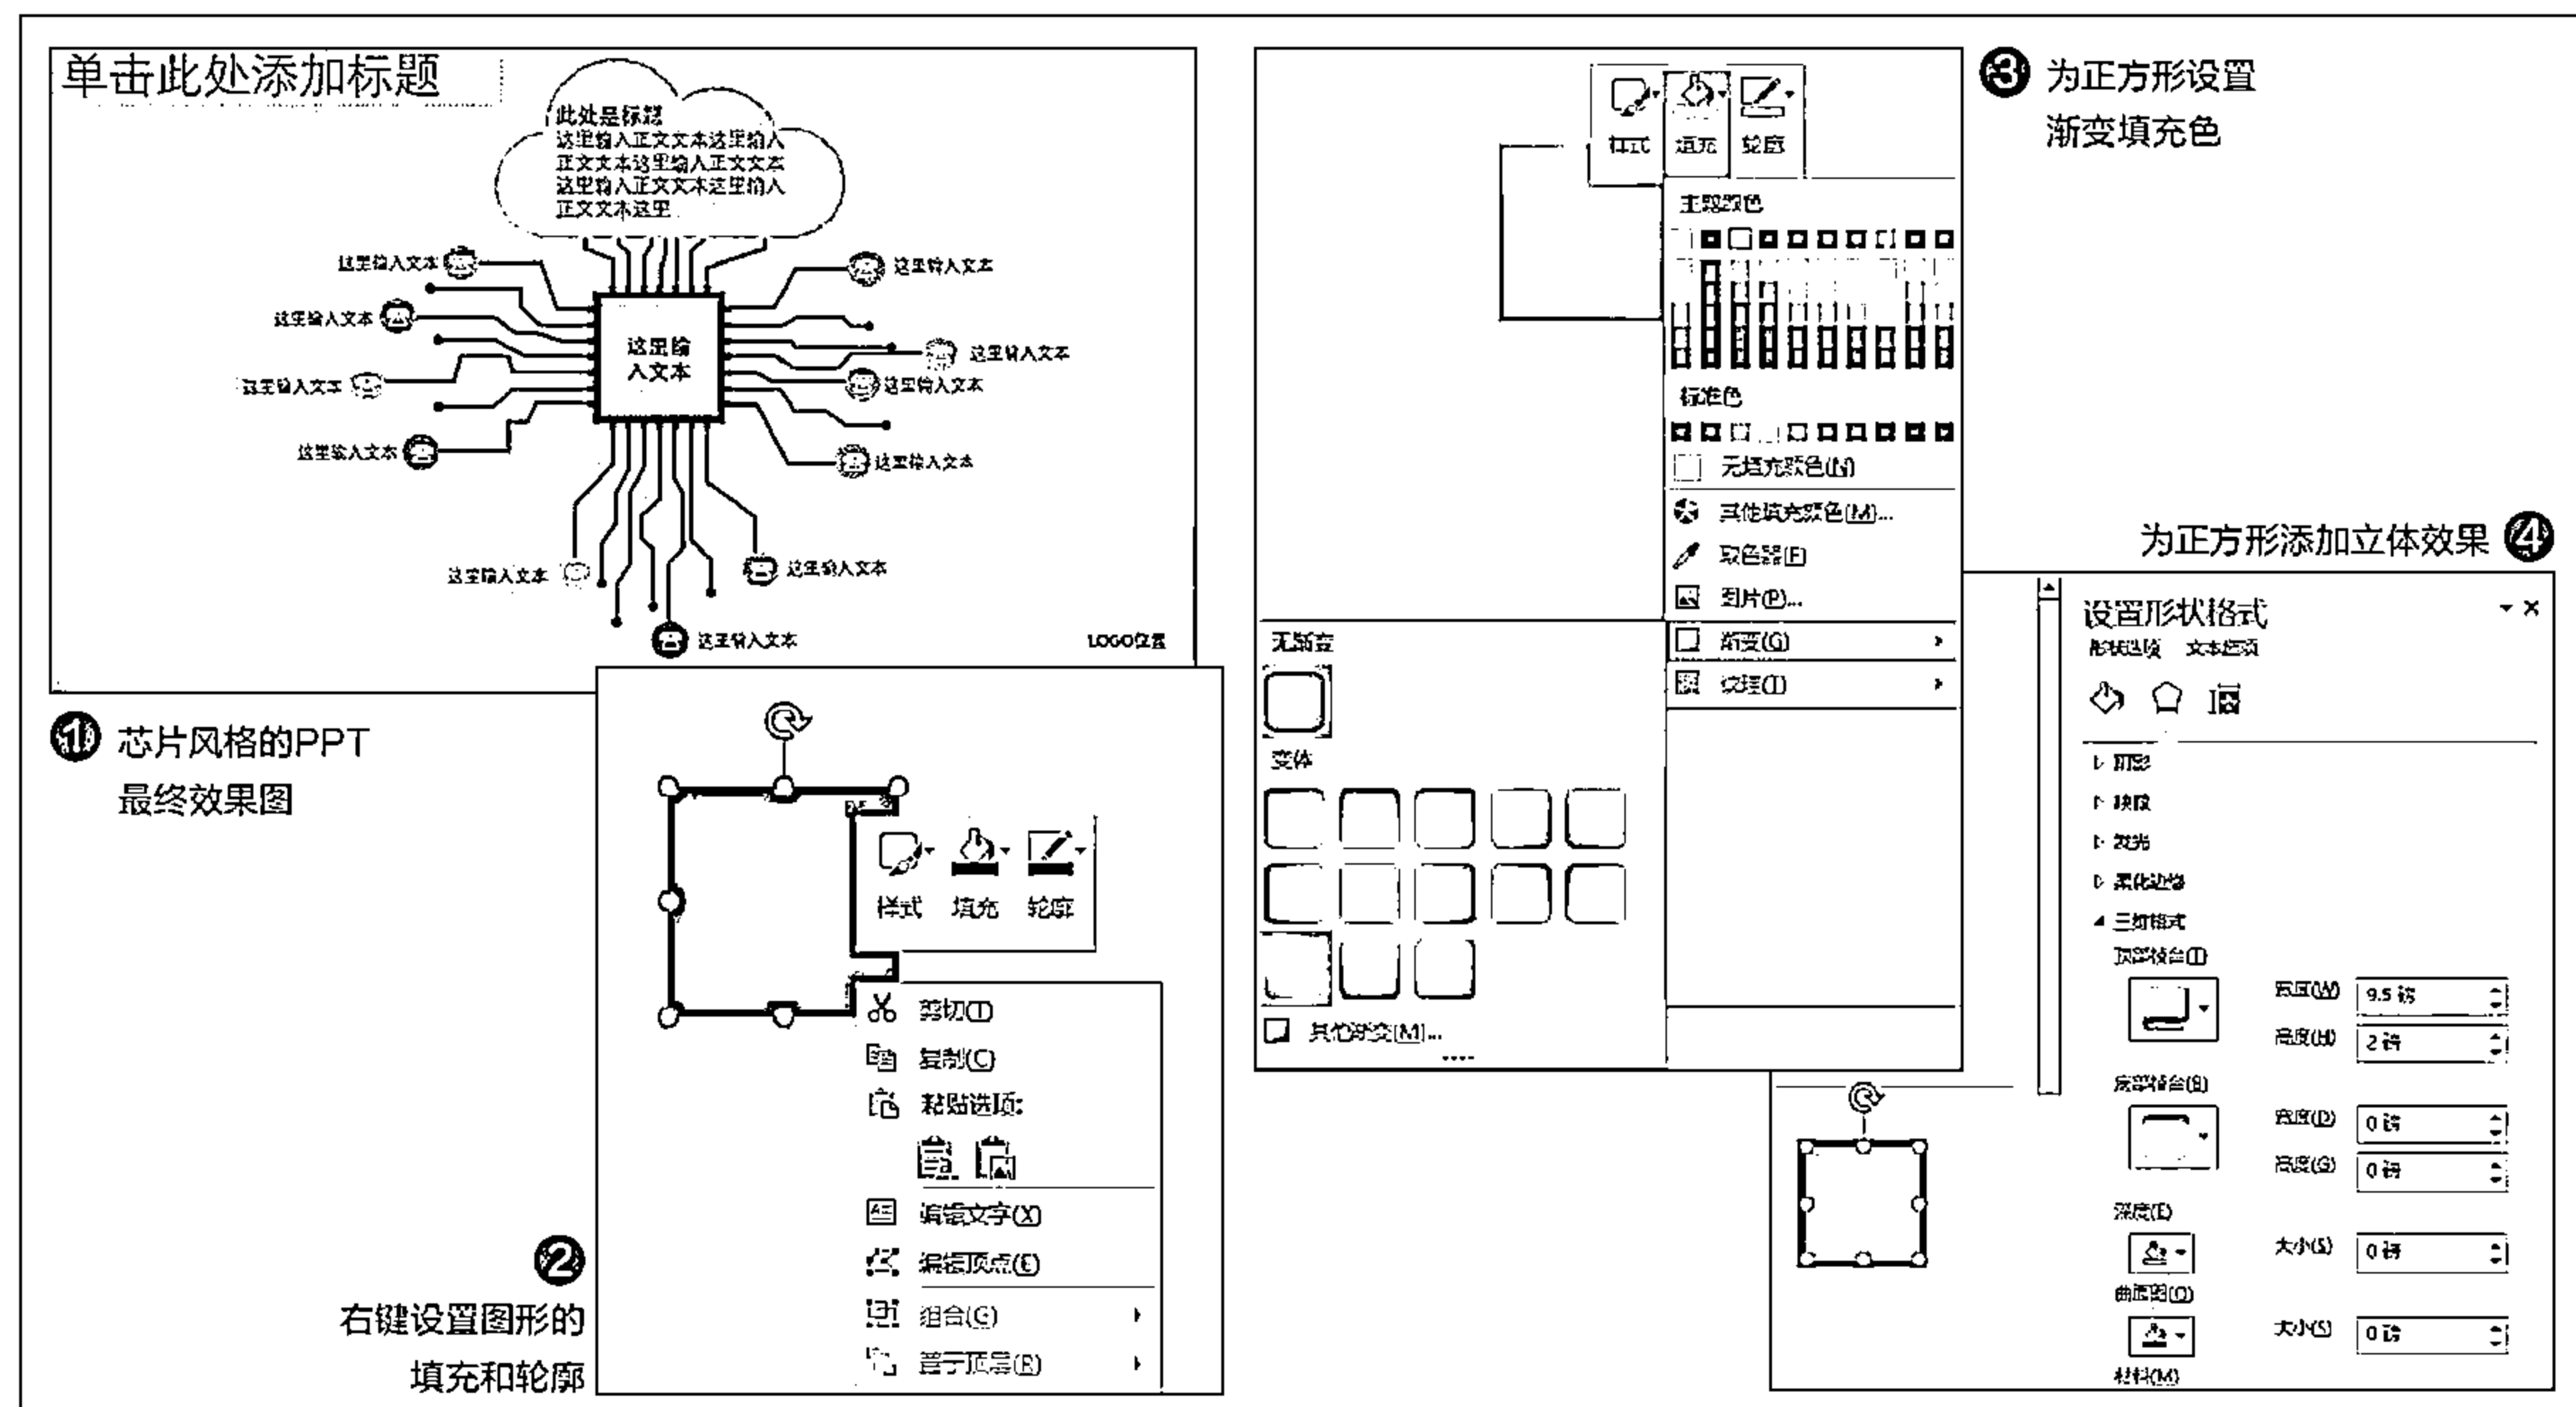 单击此处添加标题
此处是标题
这里输入正文文本这里输入
正文文本这里输入正文文本
这里输入正文文本这里输入
正文文本这里
这里输入文本
这里输入文本
这里输入文本
这里输入文本
这里输
入文本
这里输入文本
这里输入文本
这里输入文本
这里输入文本
这里输入文本
这里输入文本
这里输入文本
这里输入文本
LOGO位置
1 芯片风格的PPT
最终效果图
样式 填充 轮廓
剪切(T)
复制(C)
粘贴选项:
编辑文字(X)
编辑顶点(E)
组合(G)
置于顶层(R)
2
右键设置图形的
填充和轮廓
3 为正方形设置
渐变填充色
样式 填充 轮廓
主题颜色
标准色
无填充颜色(N)
其他填充颜色(M)...
取色器(E)
图片(P)...
渐变(G)
纹理(T)
无渐变
变体
其他渐变(M)...
为正方形添加立体效果 4
设置形状格式
形状选项 文本选项
阴影
映像
发光
柔化边缘
三维格式
顶部棱台(T)
宽度(W) 9.5 磅
高度(H) 2 磅
底部棱台(B)
宽度(D) 0 磅
高度(G) 0 磅
深度(E)
大小(S) 0 磅
曲面图(O)
大小(S) 0 磅
材料(M)